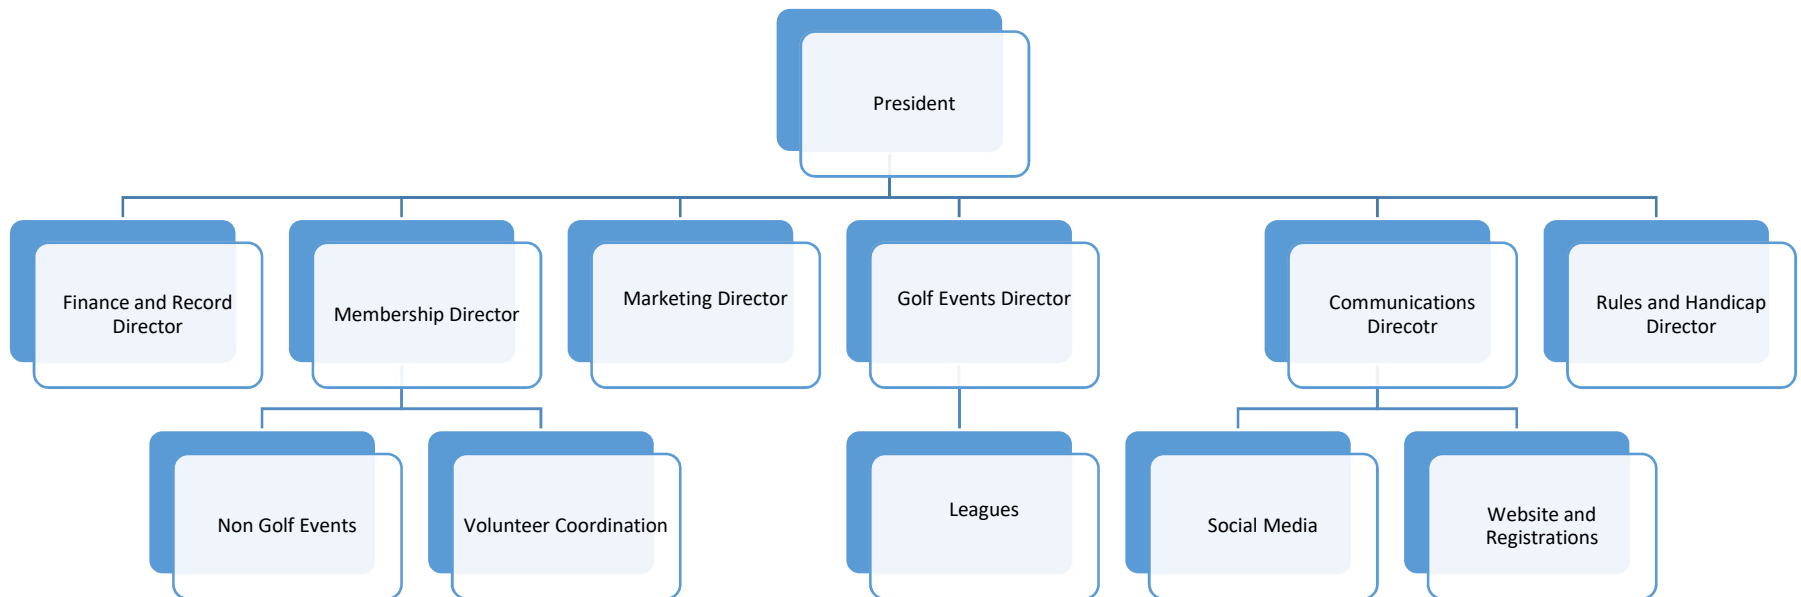 President
Finance and Record
Director
Membership Director
Marketing Director
Golf Events Director
Communications
Direcotr
Rules and Handicap
Director
Non Golf Events
Volunteer Coordination
Leagues
Social Media
Website and
Registrations